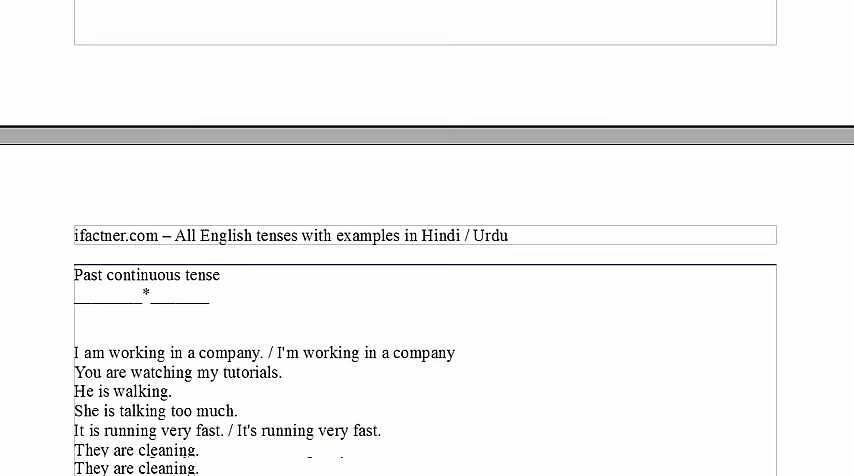 ifactner.com – All English tenses with examples in Hindi / Urdu
Past continuous tense
________*_______
I am working in a company. / I'm working in a company
You are watching my tutorials.
He is walking.
She is talking too much.
It is running very fast. / It's running very fast.
They are cleaning.
They are cleaning.